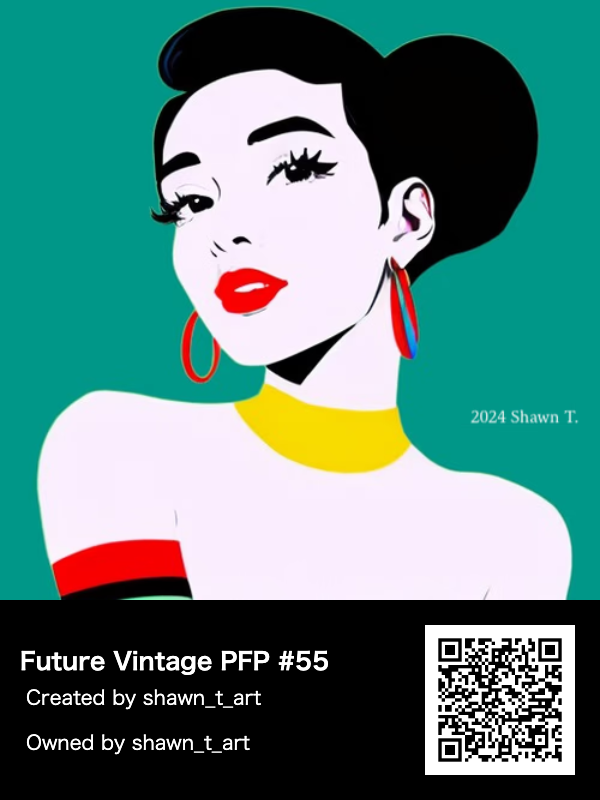 2024 Shawn T.
Future Vintage PFP #55
Created by shawn_t_art
Owned by shawn_t_art